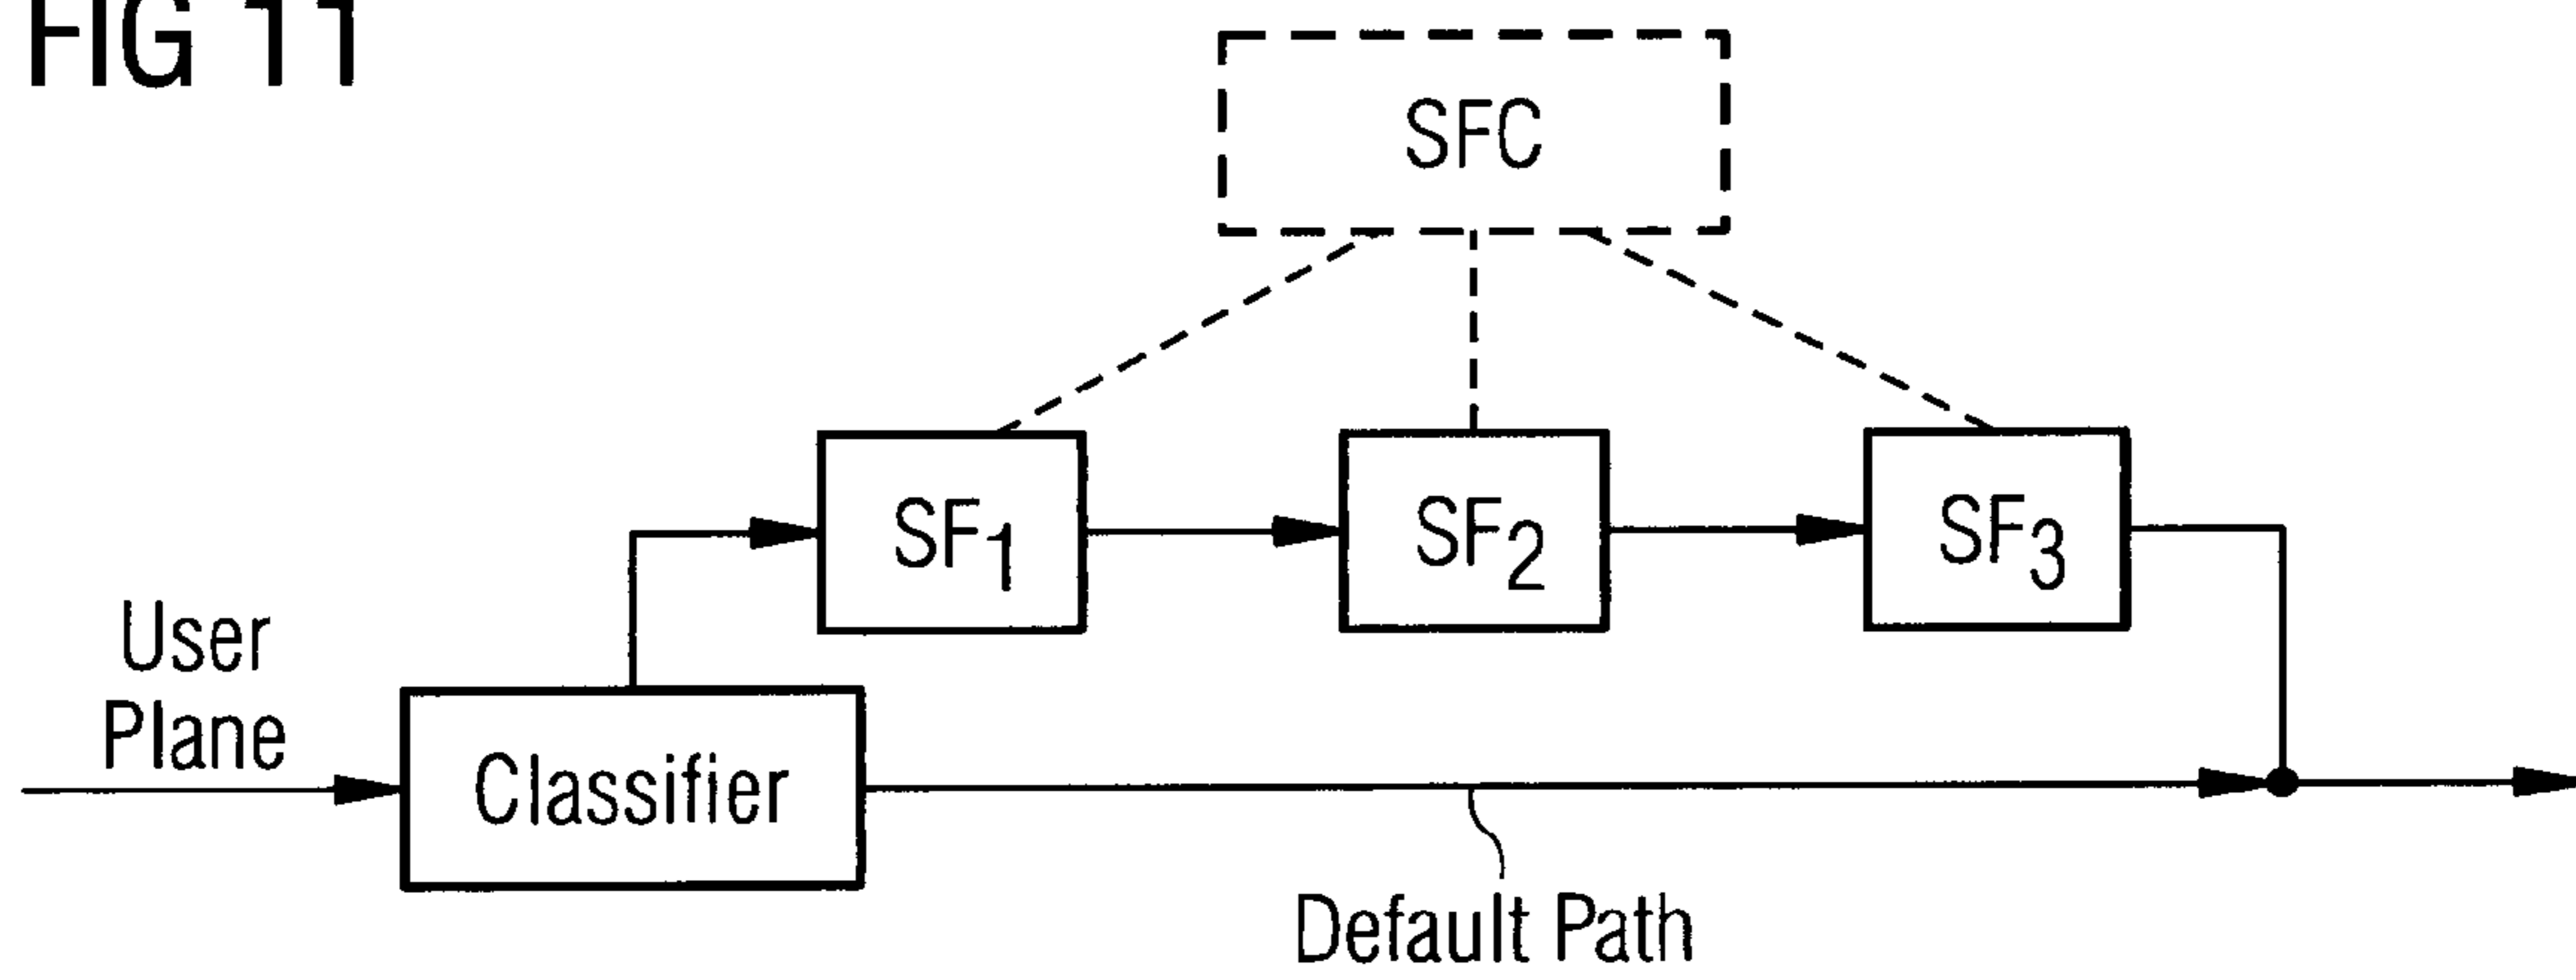 FIG 11
SFC
SF1
SF2
SF3
User
Plane
Classifier
Default Path